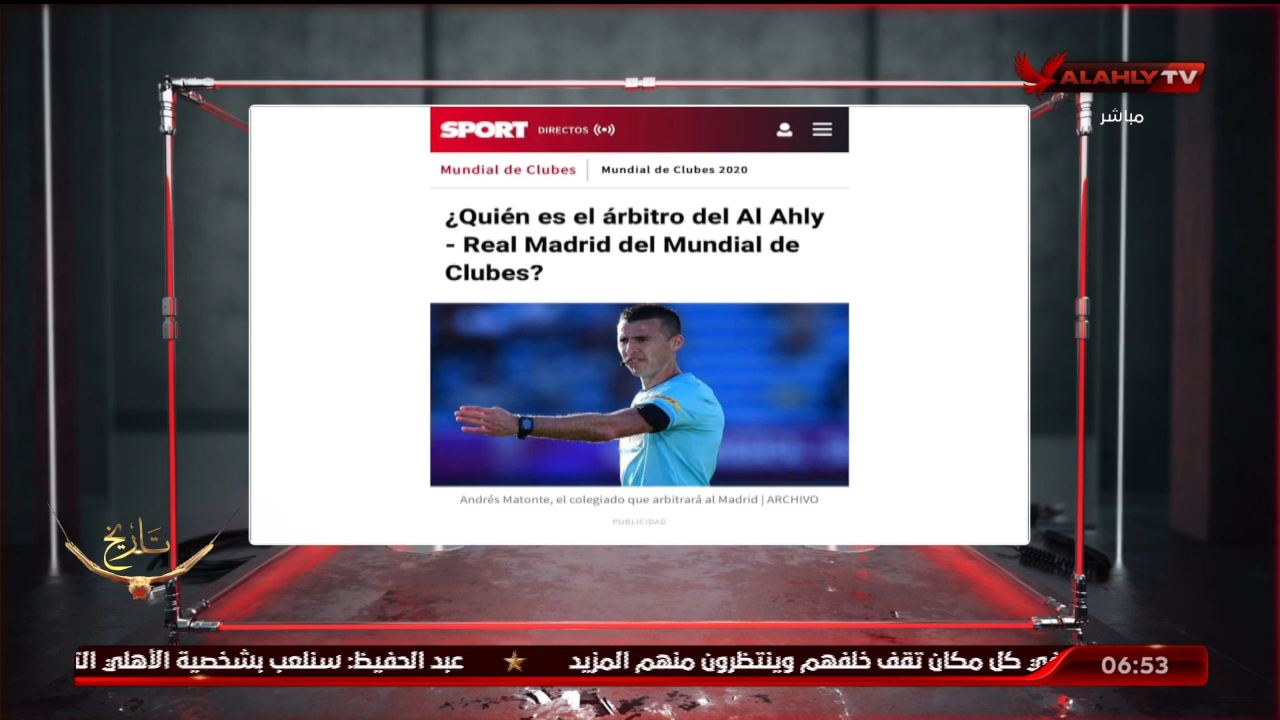 ALAHLY TV
مباشر
SPORT DIRECTOS
Mundial de Clubes Mundial de Clubes 2020
¿Quién es el árbitro del Al Ahly
- Real Madrid del Mundial de
Clubes?
Andrés Matonte, el colegiado que arbitrará al Madrid | ARCHIVO
PUBLICIDAD
تاريخ
في كل مكان تقف خلفهم وينتظرون منهم المزيد
عبد الحفيظ: سنلعب بشخصية الأهلي
06:53